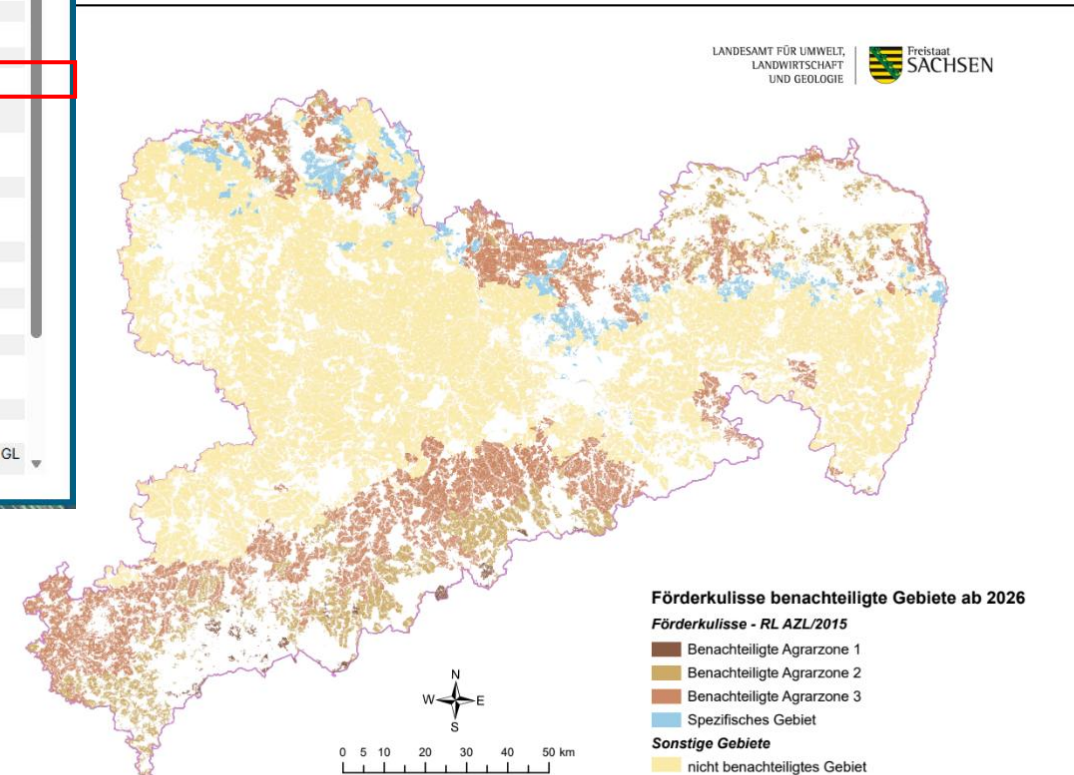 GL
LANDESAMT FÜR UMWELT,
LANDWIRTSCHAFT
UND GEOLOGIE
Freistaat
SACHSEN
Förderkulisse benachteiligte Gebiete ab 2026
Förderkulisse - RL AZL/2015
Benachteiligte Agrarzone 1
Benachteiligte Agrarzone 2
Benachteiligte Agrarzone 3
Spezifisches Gebiet
Sonstige Gebiete
nicht benachteiligtes Gebiet
N
W E
S
0 5 10 20 30 40 50 km